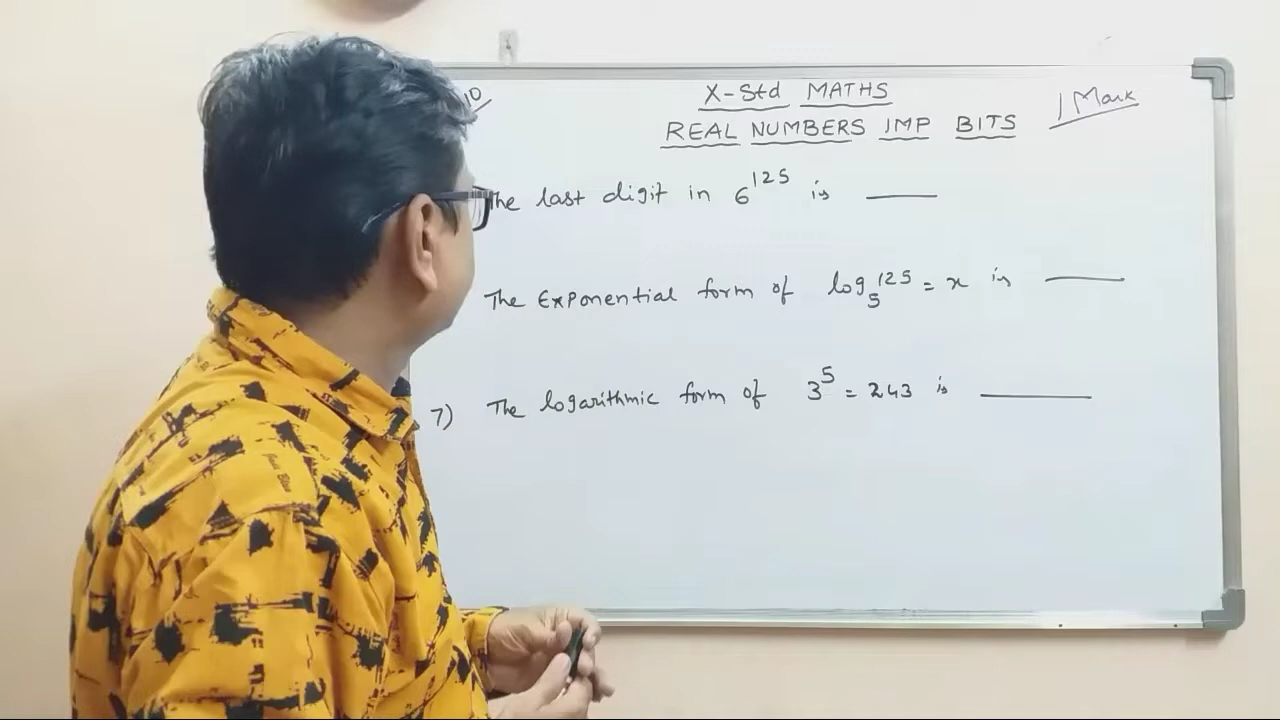 10
X-Std MATHS
1 Mark
REAL NUMBERS IMP BITS
The last digit in 6^125 is ____
The Exponential form of log_5 125 = x is ____
7) The logarithmic form of 3^5 = 243 is ____